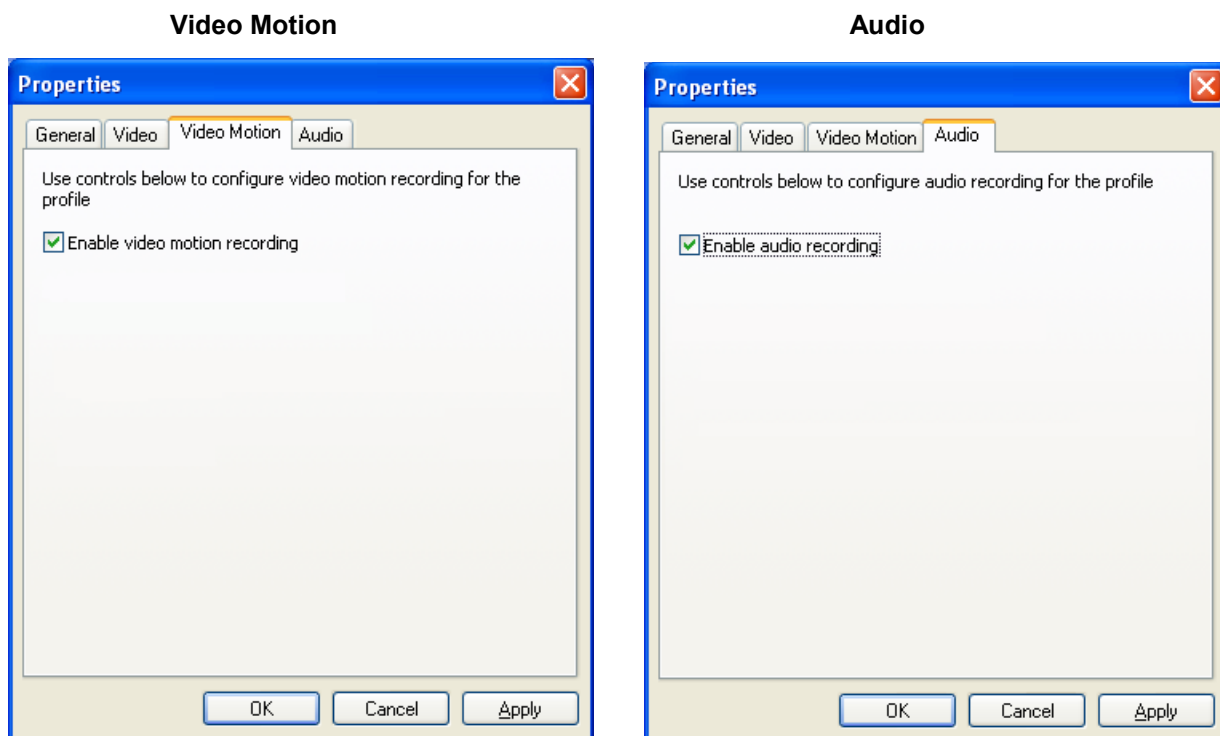 Video Motion
Properties
General Video Video Motion Audio
Use controls below to configure video motion recording for the
profile
Enable video motion recording
OK Cancel Apply
Audio
Properties
General Video Video Motion Audio
Use controls below to configure audio recording for the profile
Enable audio recording
OK Cancel Apply